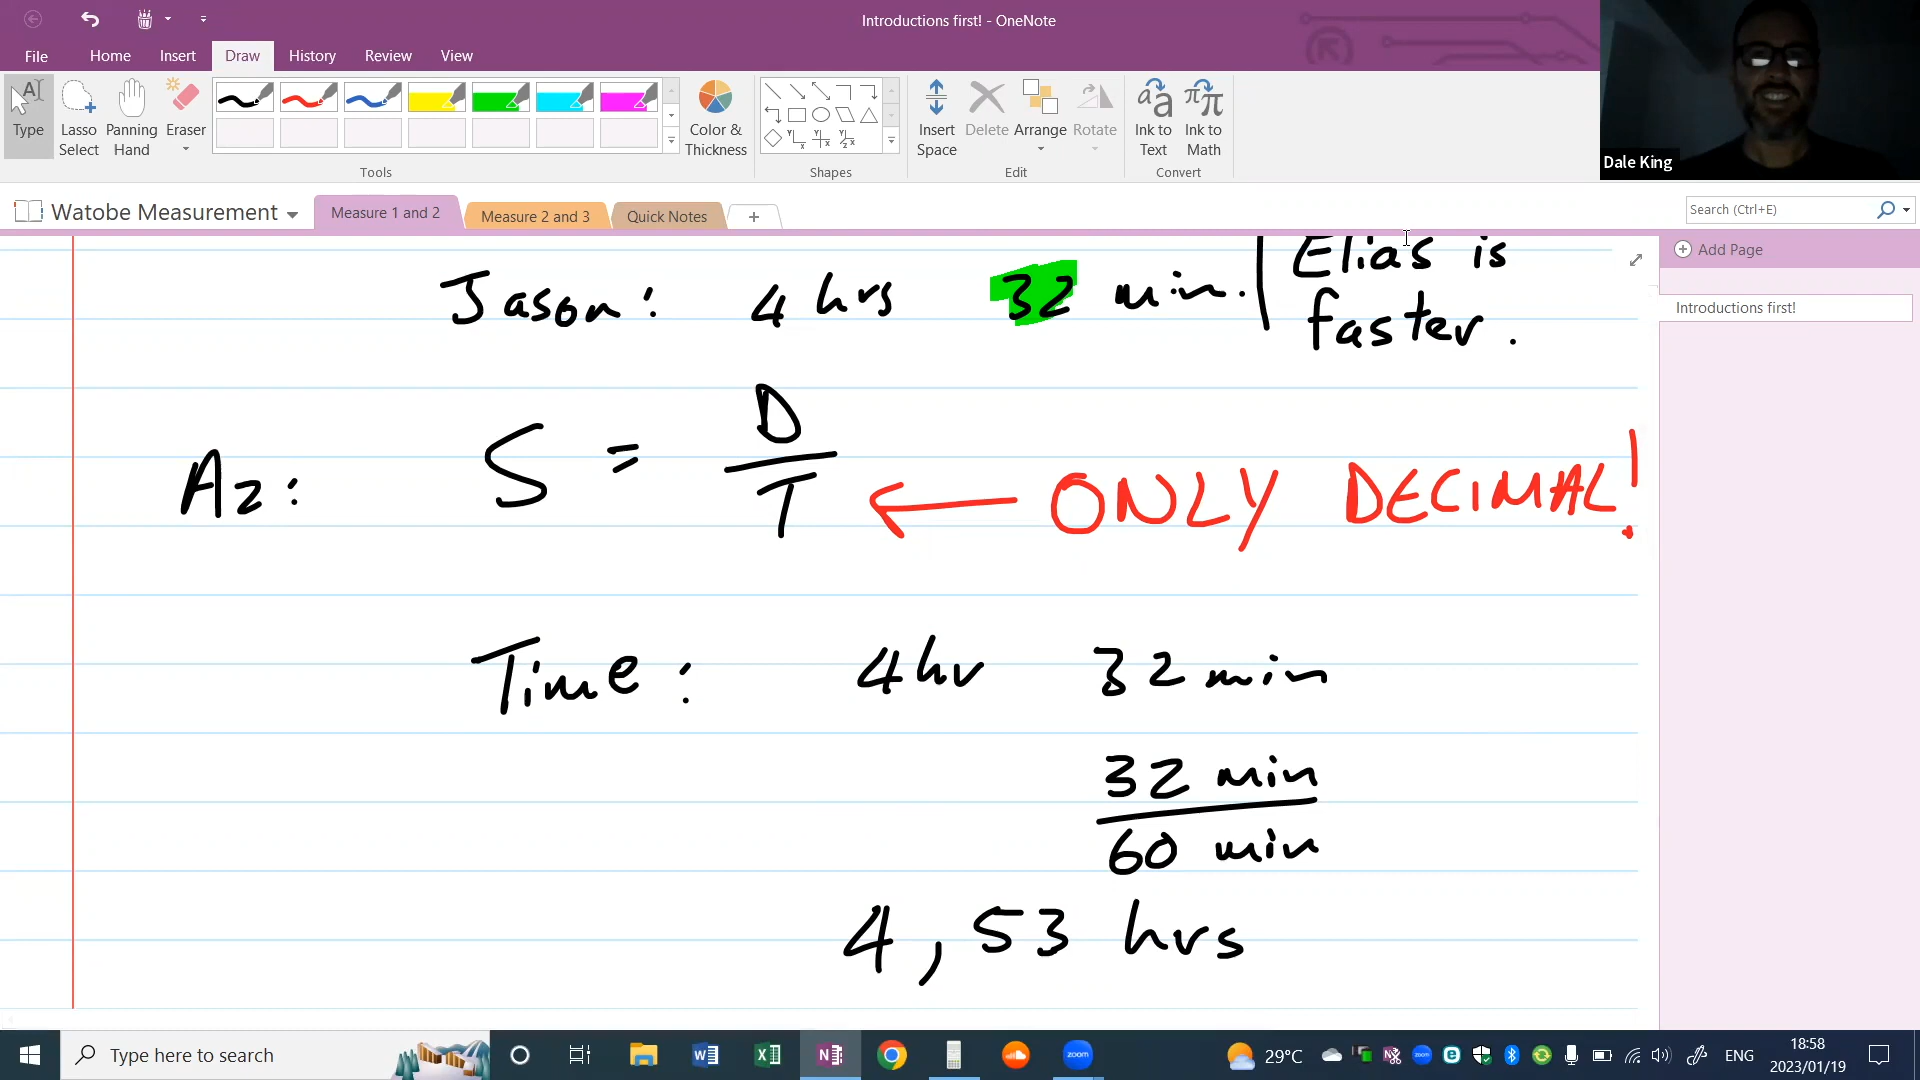 Introductions first! - OneNote
File Home Insert Draw History Review View
Type
Lasso Select
Panning Hand
Eraser
Color & Thickness
Insert Space
Delete
Arrange
Rotate
Ink to Text
Ink to Math
Tools
Shapes
Edit
Convert
Dale King
Watobe Measurement
Measure 1 and 2
Measure 2 and 3
Quick Notes
Search (Ctrl+E)
Add Page
Introductions first!
Jason: 4 hrs 32 min.
Elias is
faster.
Az: S = D
T
ONLY DECIMAL!
Time: 4hr 32 min
32 min
60 min
4,53 hrs
Type here to search
zoom
29°C
ENG
18:58
2023/01/19